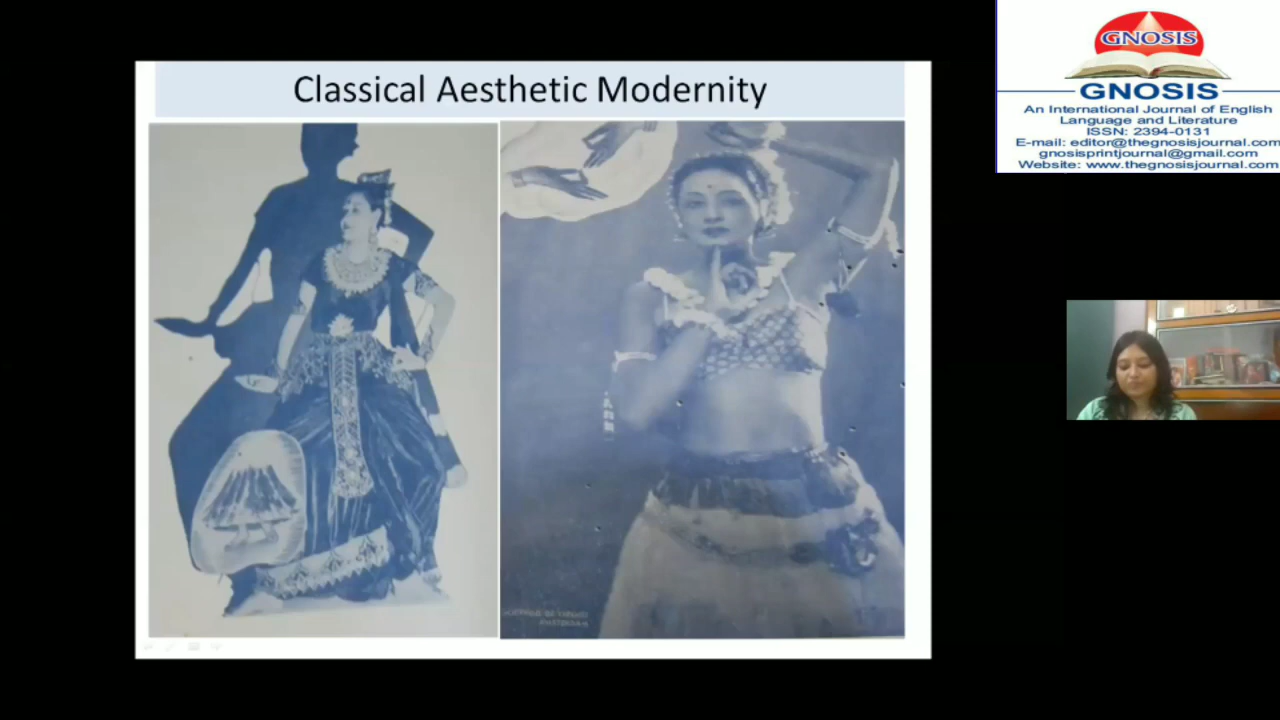 Classical Aesthetic Modernity
GNOSIS
GNOSIS
An International Journal of English
Language and Literature
ISSN: 2394-0131
E-mail: editor@thegnosisjournal.com
gnosisprintjournal@gmail.com
Website: www.thegnosisjournal.com